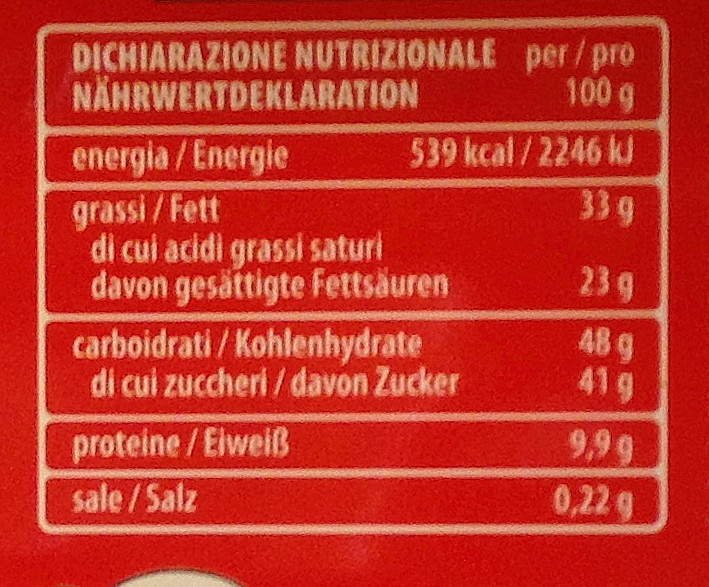 DICHIARAZIONE NUTRIZIONALE per / pro
NÄHRWERTDEKLARATION 100 g
energia / Energie 539 kcal / 2246 kJ
grassi / Fett 33 g
di cui acidi grassi saturi
davon gesättigte Fettsäuren 23 g
carboidrati / Kohlenhydrate 48 g
di cui zuccheri / davon Zucker 41 g
proteine / Eiweiß 9,9 g
sale / Salz 0,22 g